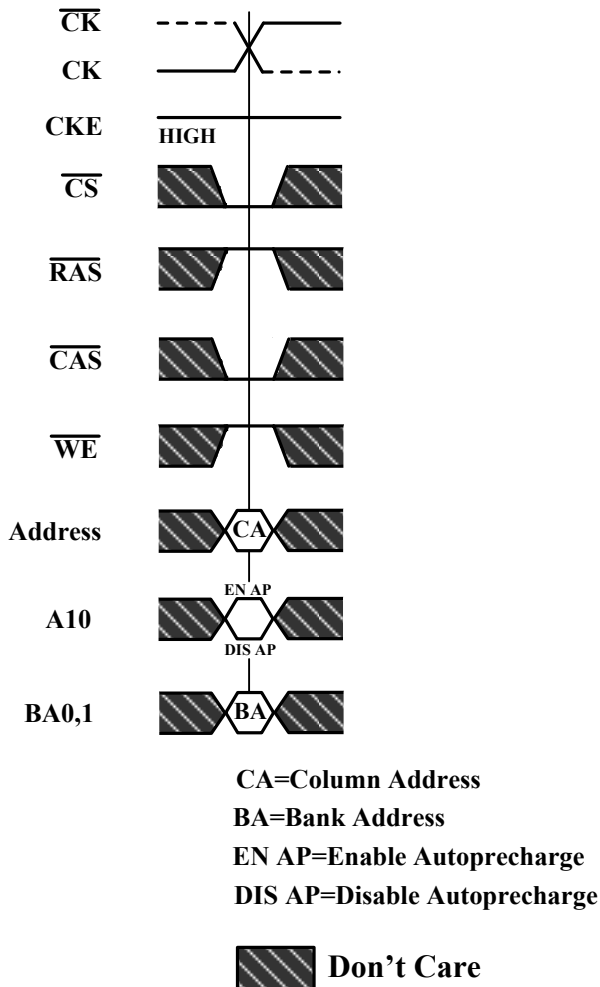 CK
CK
CKE
HIGH
CS
RAS
CAS
WE
Address
CA
EN AP
A10
DIS AP
BA0,1
BA
CA=Column Address
BA=Bank Address
EN AP=Enable Autoprecharge
DIS AP=Disable Autoprecharge
Don't Care